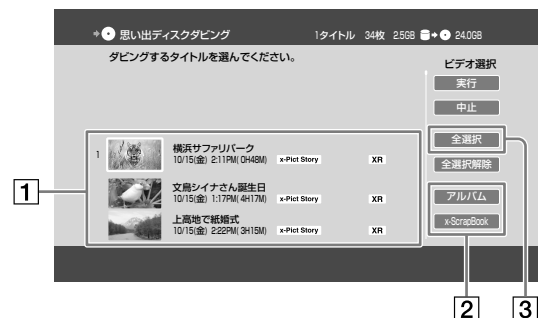 思い出ディスクダビング 1タイトル 34枚 2.5GB 24.0GB
ダビングするタイトルを選んでください。
ビデオ選択
実行
中止
全選択
全選択解除
アルバム
x-ScrapBook
1
横浜サファリパーク
10/15(金) 2:11PM( 0H48M) x-Pict Story XR
文鳥シイナさん誕生日
10/15(金) 1:17PM( 4H17M) x-Pict Story XR
上高地で紙婚式
10/15(金) 2:22PM( 3H15M) x-Pict Story XR
1
2
3